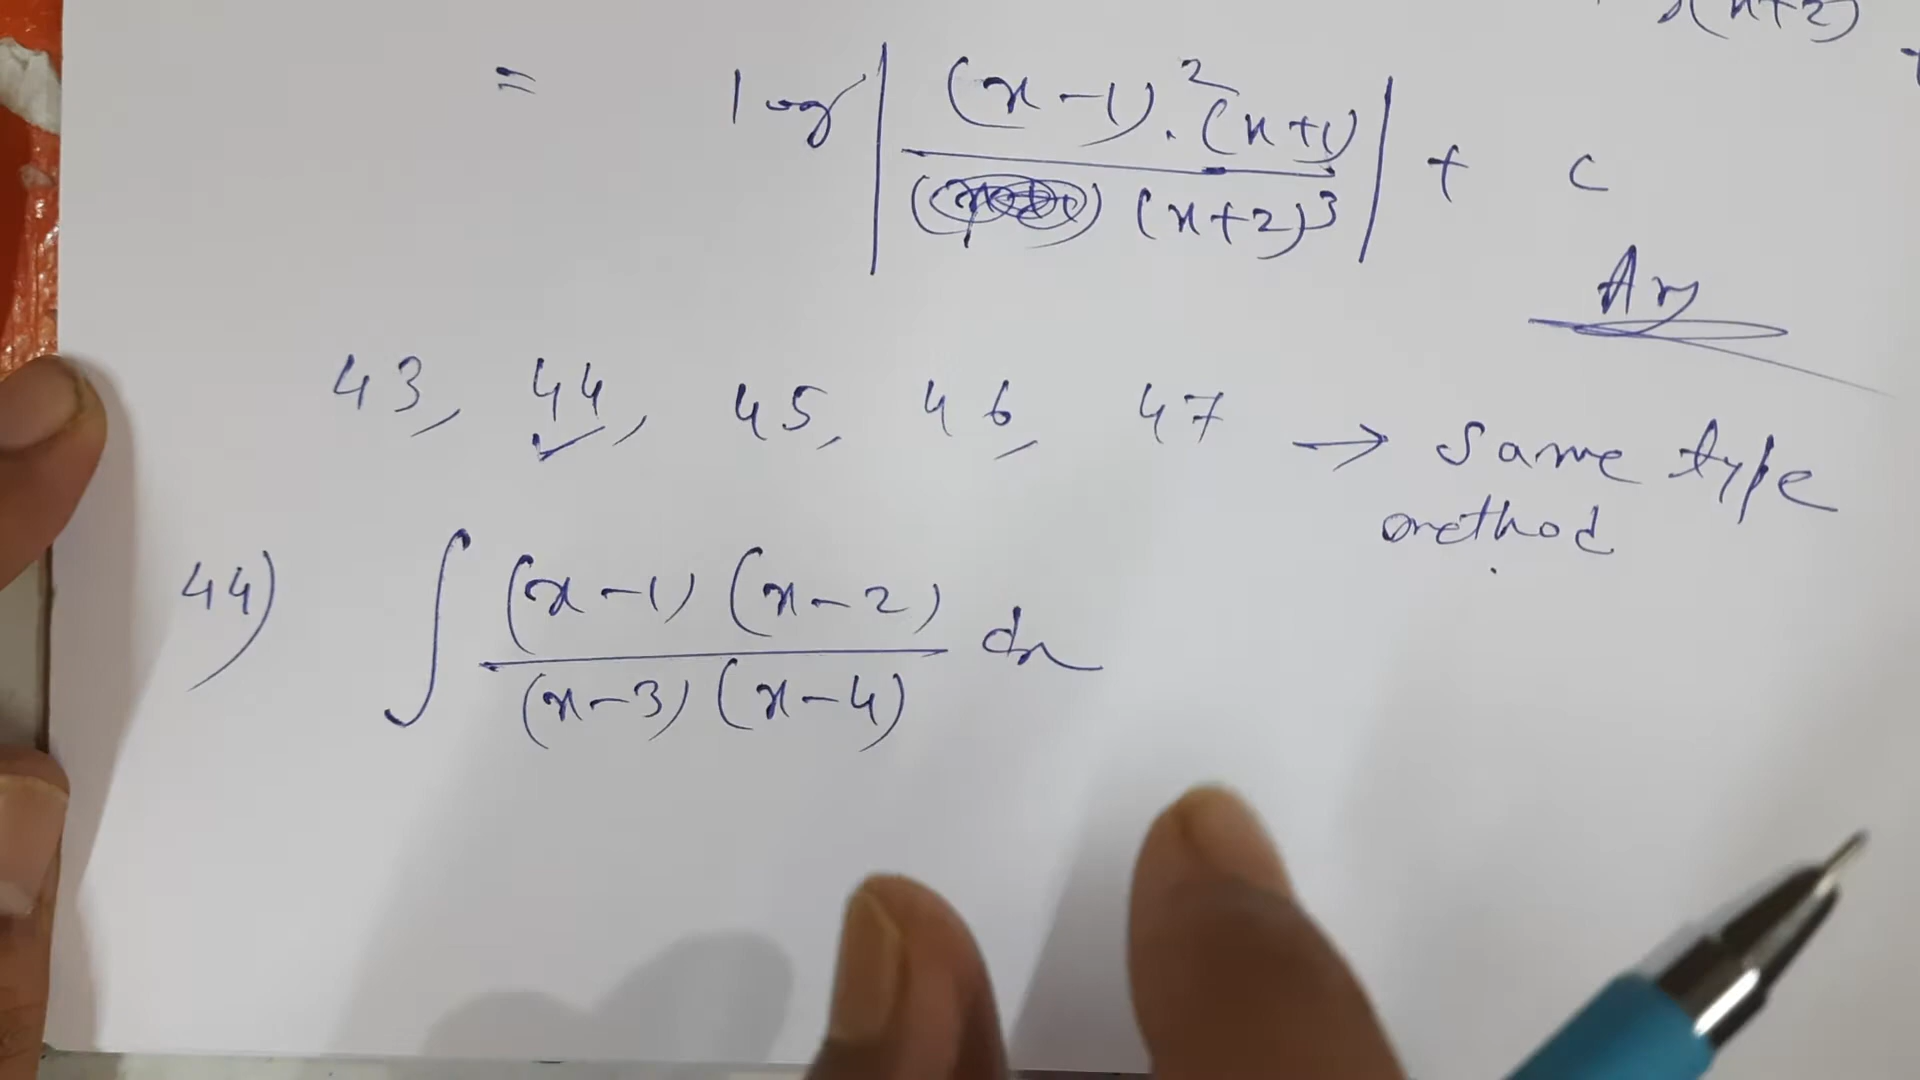 x(x+2)
= log | (x-1)².(x+1) / (x+2)³ | + c
Ans
43, 44, 45, 46, 47 → Same type
method
44) ∫ (x-1) (x-2) / (x-3) (x-4) dx